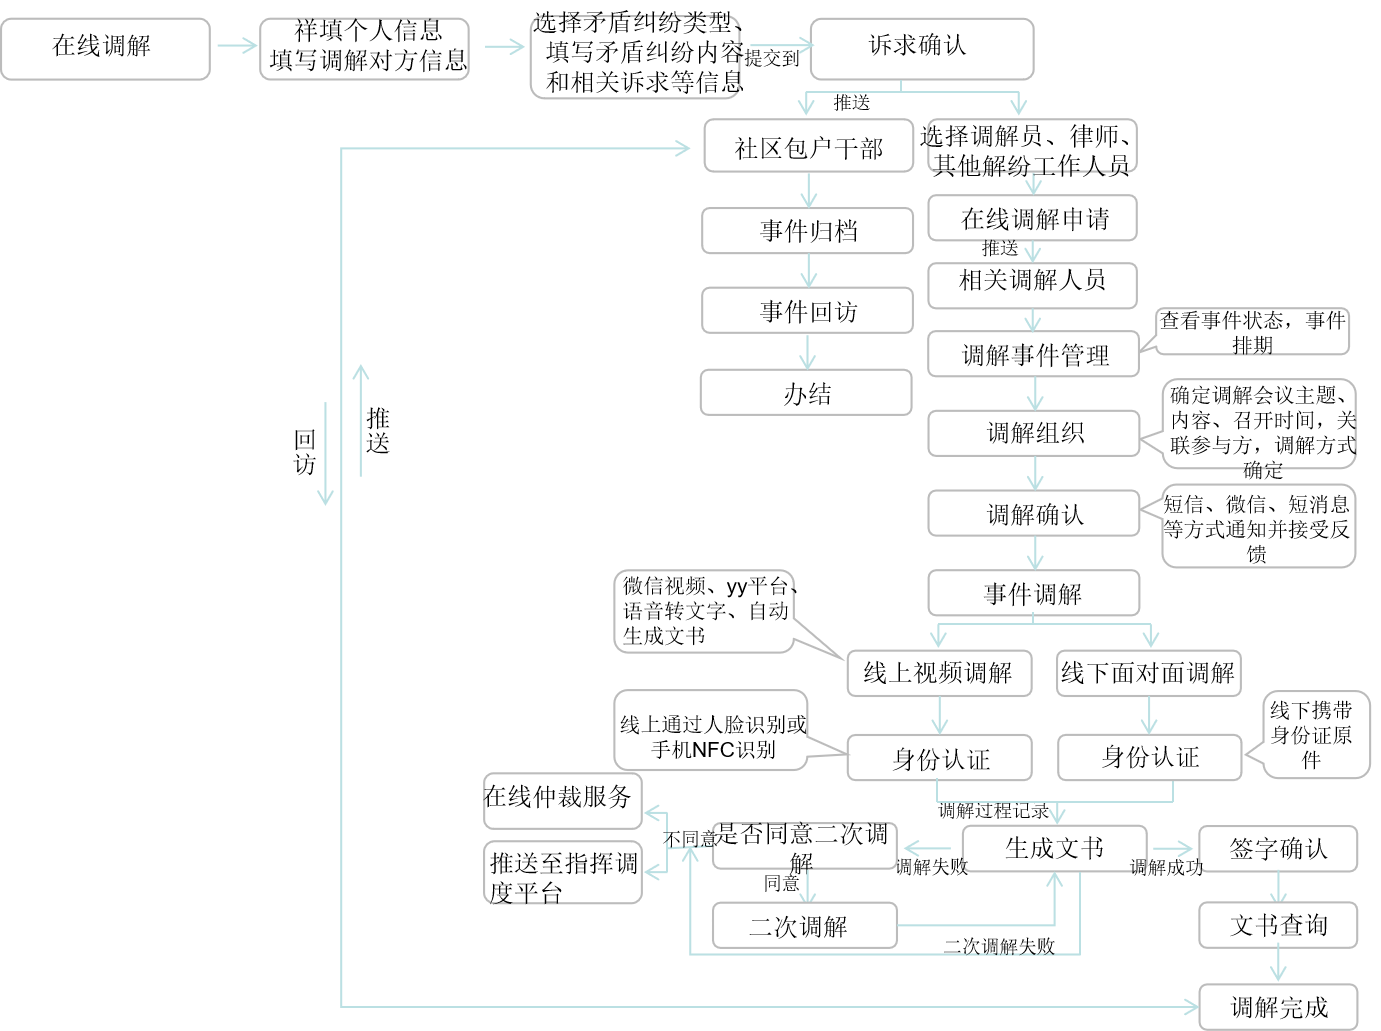 在线调解
祥填个人信息
填写调解对方信息
选择矛盾纠纷类型、
填写矛盾纠纷内容
和相关诉求等信息
提交到
诉求确认
推送
社区包户干部
选择调解员、律师、
其他解纷工作人员
事件归档
在线调解申请
推送
事件回访
相关调解人员
办结
调解事件管理
查看事件状态，事件
排期
调解组织
确定调解会议主题、
内容、召开时间，关
联参与方，调解方式
确定
回访
推送
调解确认
短信、微信、短消息
等方式通知并接受反
馈
事件调解
微信视频、yy平台、
语音转文字、自动
生成文书
线上视频调解
线下面对面调解
线上通过人脸识别或
手机NFC识别
身份认证
身份认证
线下携带
身份证原
件
调解过程记录
在线仲裁服务
推送至指挥调
度平台
不同意
是否同意二次调
解
调解失败
生成文书
调解成功
签字确认
同意
二次调解
二次调解失败
文书查询
调解完成